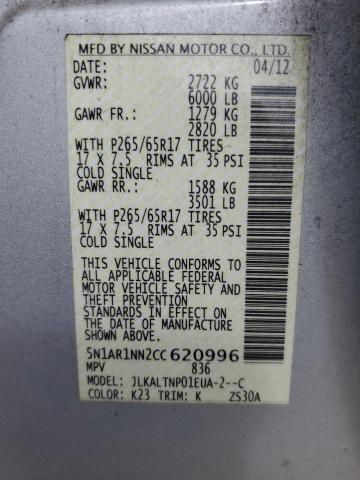 MFD BY NISSAN MOTOR CO., LTD.
DATE: 04/12
GVWR: 2722 KG
6000 LB
GAWR FR.: 1279 KG
2820 LB
WITH P265/65R17 TIRES
17 X 7.5 RIMS AT 35 PSI
COLD SINGLE
GAWR RR.: 1588 KG
3501 LB
WITH P265/65R17 TIRES
17 X 7.5 RIMS AT 35 PSI
COLD SINGLE
THIS VEHICLE CONFORMS TO
ALL APPLICABLE FEDERAL
MOTOR VEHICLE SAFETY AND
THEFT PREVENTION
STANDARDS IN EFFECT ON
THE DATE OF MANUFACTURE
SHOWN ABOVE.
5N1AR1NN2CC620996
MPV 836
MODEL: JLKALTNP01EUA-2--C
COLOR: K23 TRIM: K ZS30A